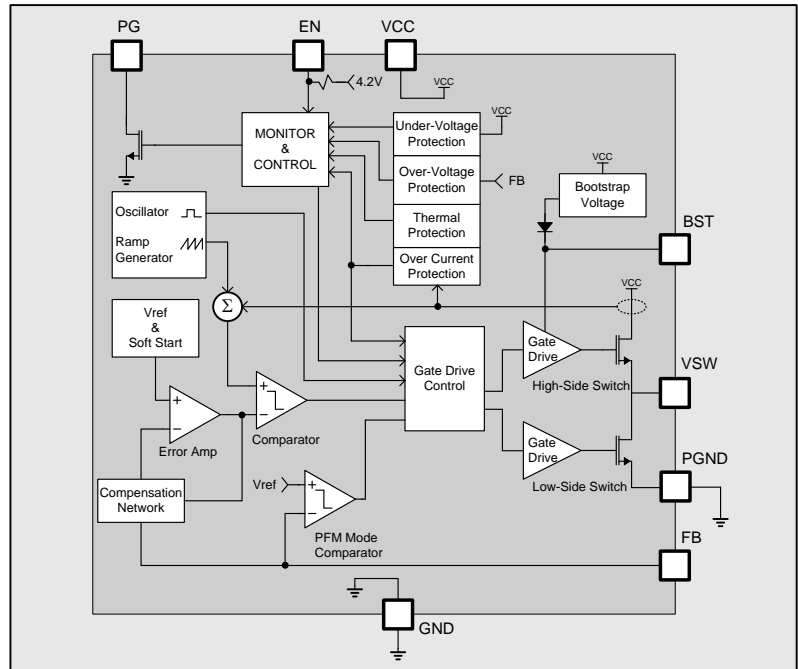 PG
EN
VCC
4.2V
VCC
MONITOR
&
CONTROL
Under-Voltage
Protection
VCC
Over-Voltage
Protection
FB
Thermal
Protection
Over Current
Protection
VCC
Bootstrap
Voltage
BST
Oscillator
Ramp
Generator
Σ
Vref
&
Soft Start
VCC
Gate Drive
Control
Gate
Drive
High-Side Switch
VSW
+
−
Error Amp
+
−
Comparator
Gate
Drive
Low-Side Switch
PGND
Compensation
Network
Vref
+
−
PFM Mode
Comparator
FB
GND